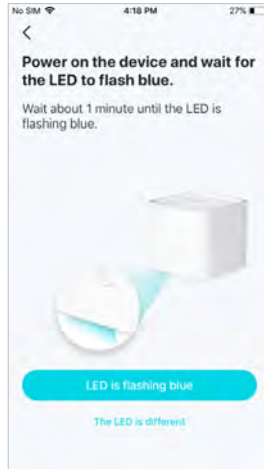 No SIM 4:18 PM 27%
Power on the device and wait for
the LED to flash blue.
Wait about 1 minute until the LED is
flashing blue.
LED is flashing blue
The LED is different